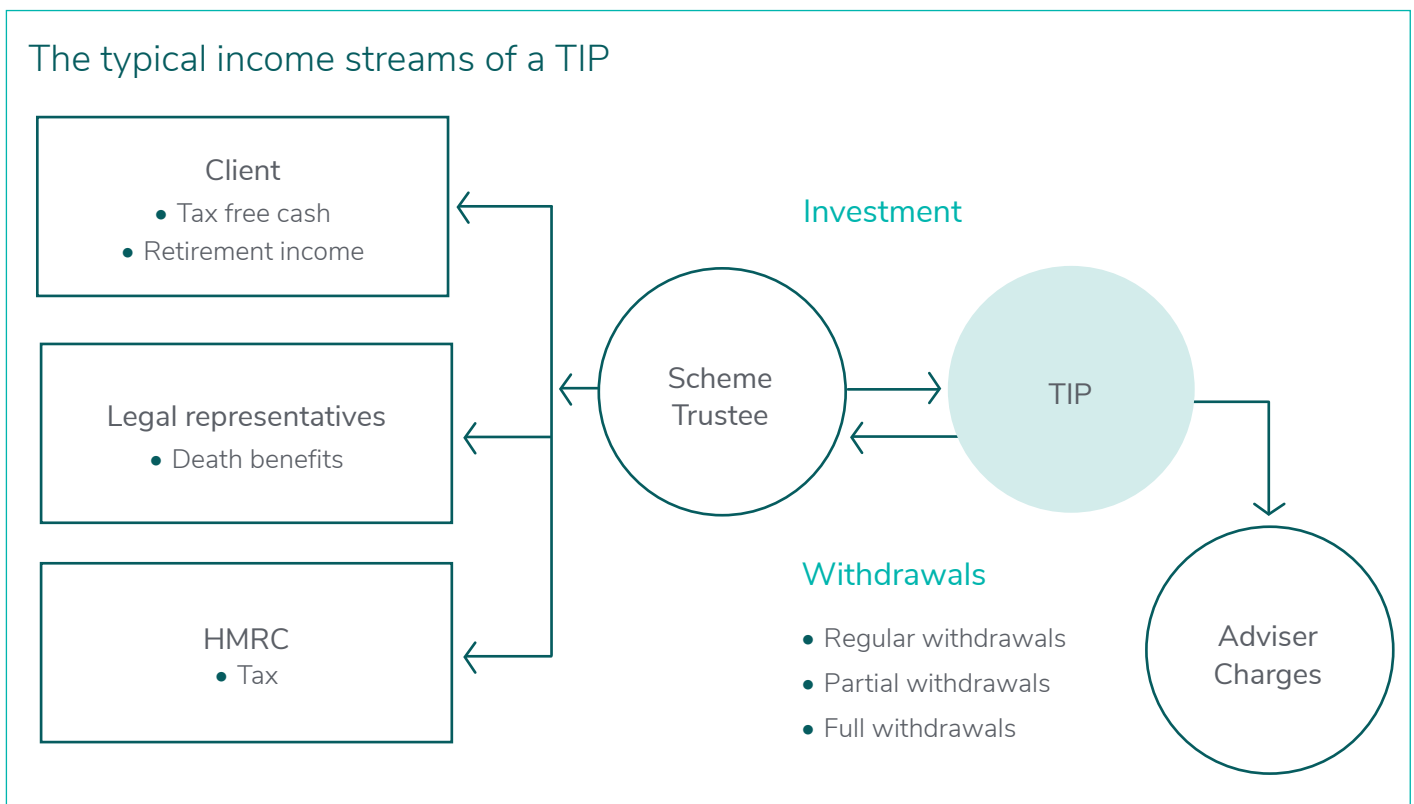 The typical income streams of a TIP
Client
• Tax free cash
• Retirement income
Legal representatives
• Death benefits
HMRC
• Tax
Scheme
Trustee
Investment
TIP
Withdrawals
• Regular withdrawals
• Partial withdrawals
• Full withdrawals
Adviser
Charges